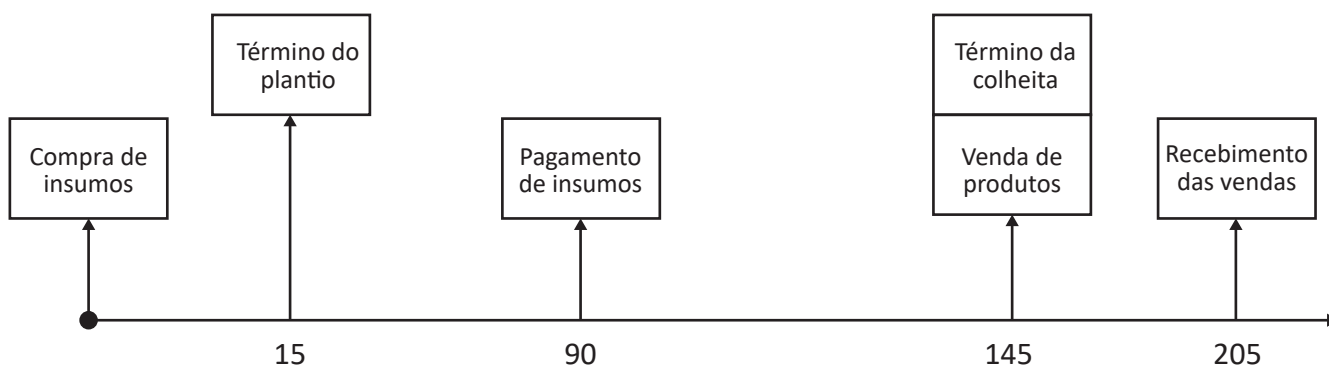 Término do
plantio
Término da
colheita
Compra de
insumos
Pagamento
de insumos
Venda de
produtos
Recebimento
das vendas
15
90
145
205